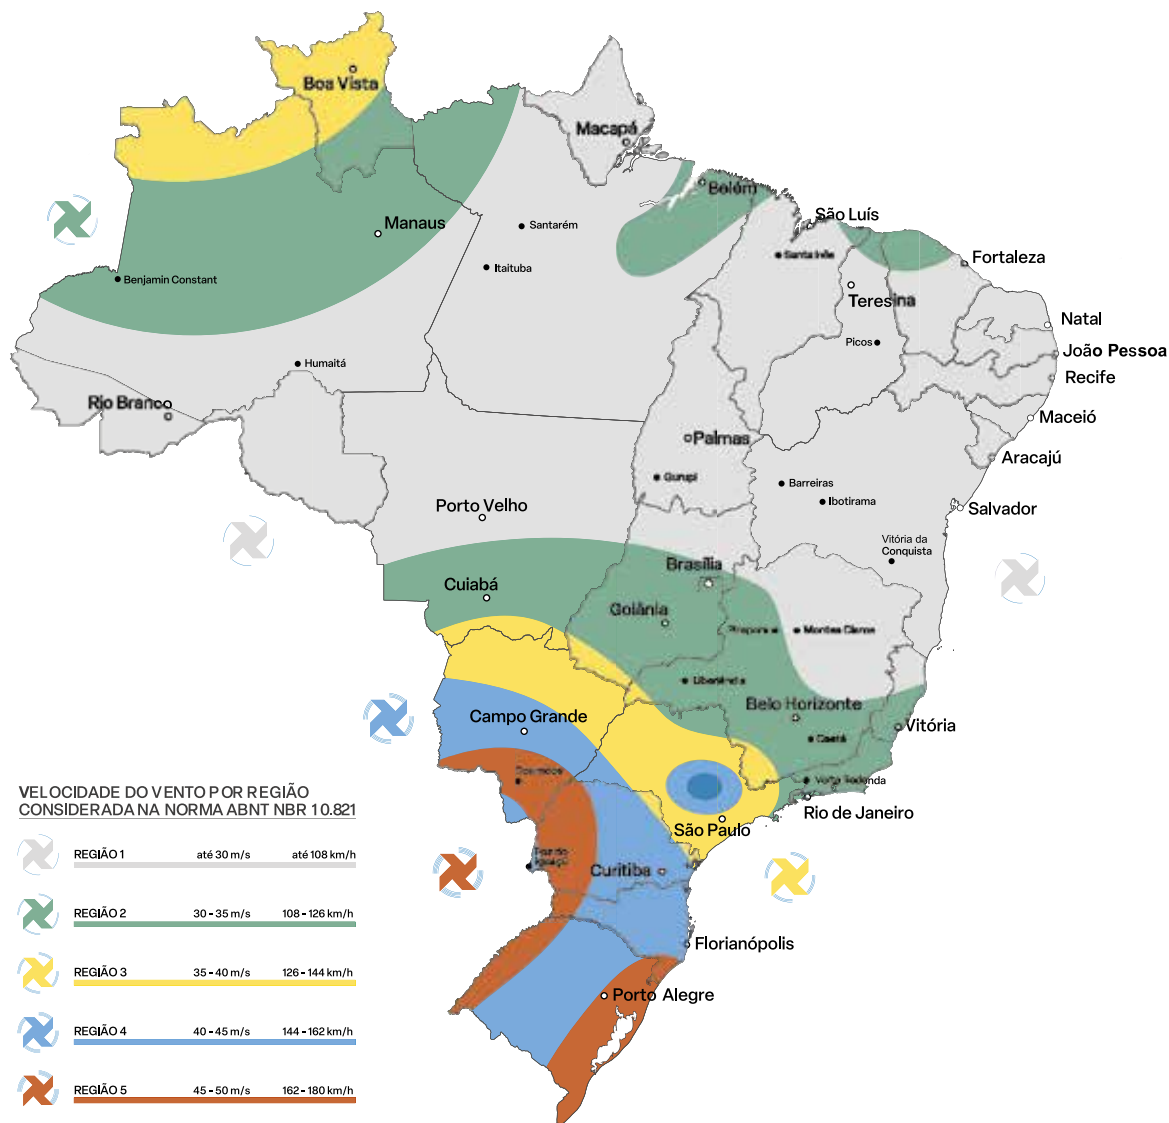 Boa Vista
Macapá
Belém
Manaus
Santarém
São Luís
Santa Inês
Fortaleza
Benjamin Constant
Itaituba
Teresina
Natal
Picos
João Pessoa
Humaitá
Recife
Rio Branco
Maceió
Palmas
Aracajú
Gurupi
Barreiras
Ibotirama
Porto Velho
Salvador
Vitória da
Conquista
Brasília
Cuiabá
Goiânia
Pirapora
Montes Claros
Belo Horizonte
Campo Grande
Vitória
Caeté
Volta Redonda
Rio de Janeiro
São Paulo
Foz do
Iguaçu
Curitiba
Florianópolis
Porto Alegre
VELOCIDADE DO VENTO POR REGIÃO
CONSIDERADA NA NORMA ABNT NBR 10.821
REGIÃO 1 até 30 m/s até 108 km/h
REGIÃO 2 30 - 35 m/s 108 - 126 km/h
REGIÃO 3 35 - 40 m/s 126 - 144 km/h
REGIÃO 4 40 - 45 m/s 144 - 162 km/h
REGIÃO 5 45 - 50 m/s 162 - 180 km/h